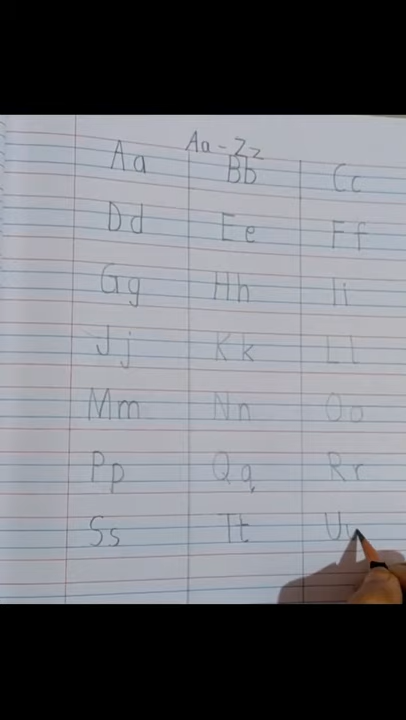 Aa - Zz
Aa Bb Cc
Dd Ee Ff
Gg Hh Ii
Jj Kk Ll
Mm Nn Oo
Pp Qq Rr
Ss Tt Uu